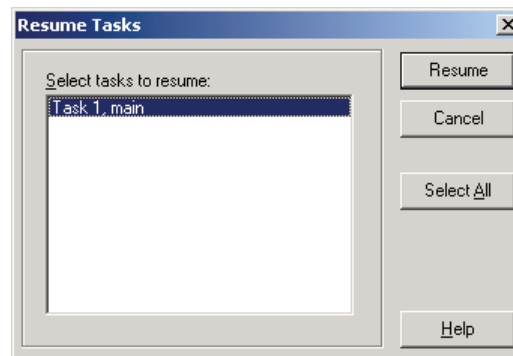 Resume Tasks
Select tasks to resume:
Task 1, main
Resume
Cancel
Select All
Help